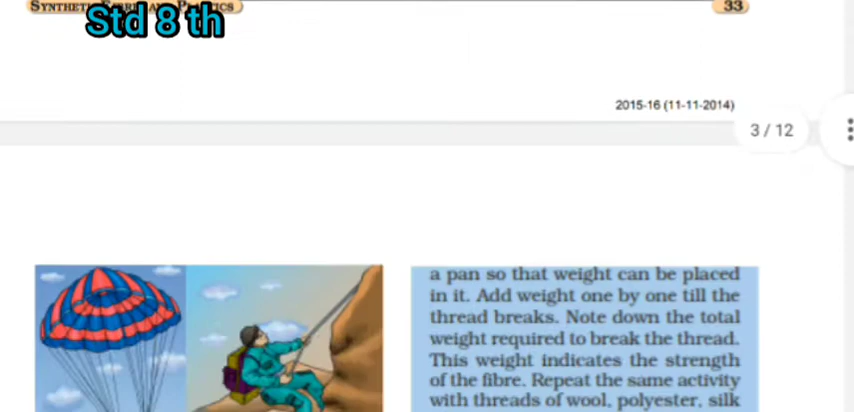 Std 8 th
33
2015-16 (11-11-2014)
3 / 12
a pan so that weight can be placed
in it. Add weight one by one till the
thread breaks. Note down the total
weight required to break the thread.
This weight indicates the strength
of the fibre. Repeat the same activity
with threads of wool, polyester, silk